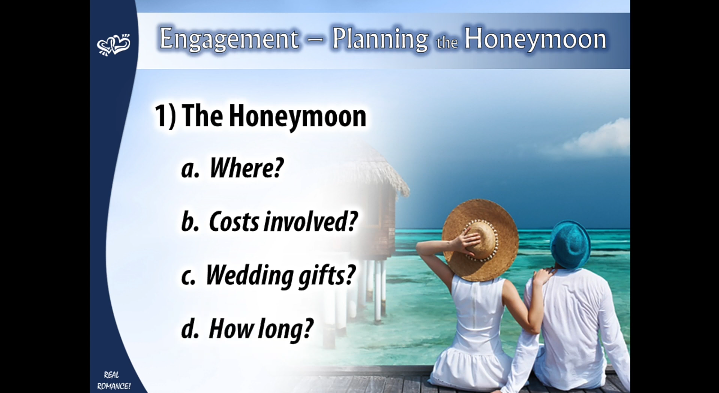 Engagement – Planning the Honeymoon
1) The Honeymoon
a. Where?
b. Costs involved?
c. Wedding gifts?
d. How long?
REAL
ROMANCE!